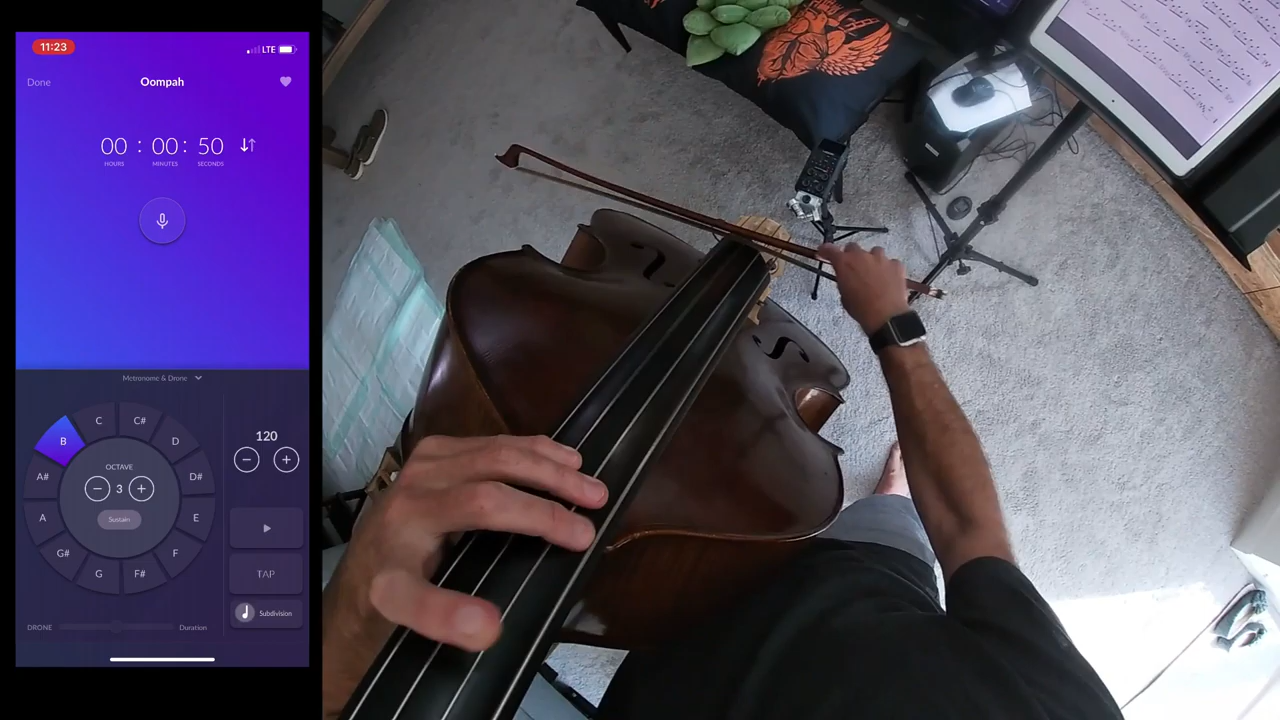 11:23
LTE
Done
Oompah
00 : 00 : 50
HOURS MINUTES SECONDS
Metronome & Drone
C C#
B D
A# D#
A E
G# F
G F#
OCTAVE
3
Sustain
120
TAP
Subdivision
DRONE Duration